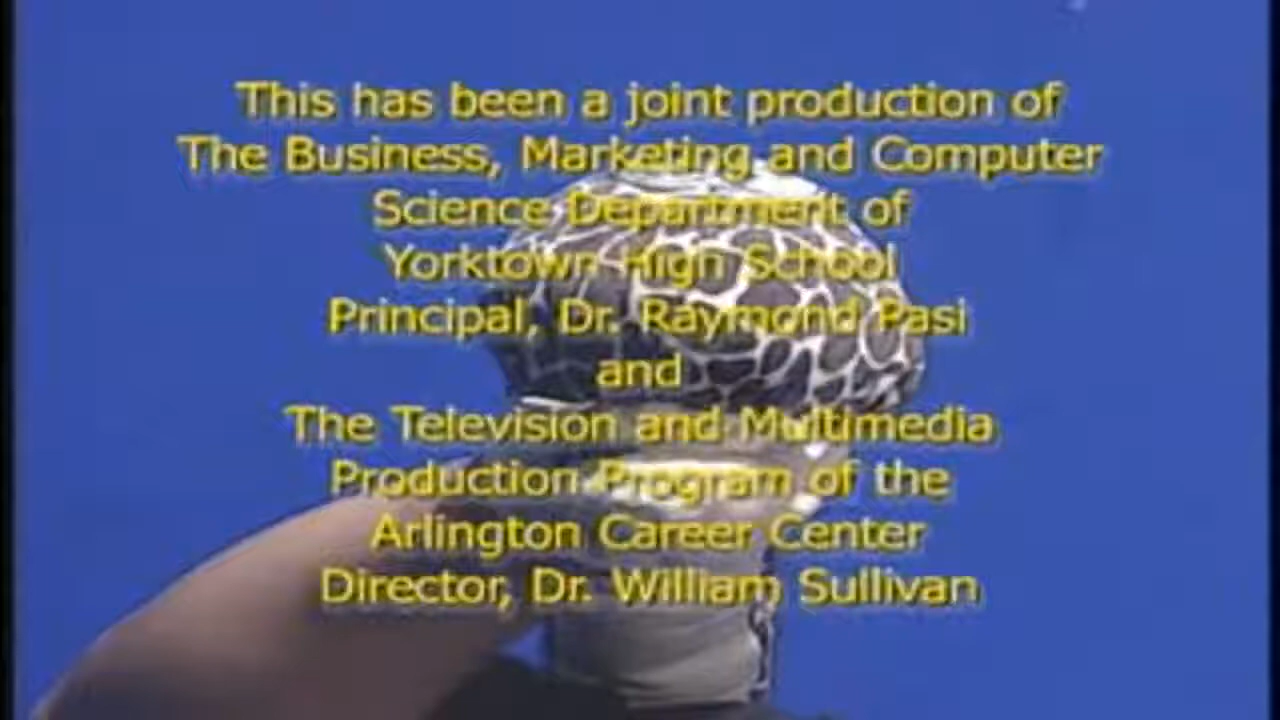 This has been a joint production of
The Business, Marketing and Computer
Science Department of
Yorktown High School
Principal, Dr. Raymond Pasi
and
The Television and Multimedia
Production Program of the
Arlington Career Center
Director, Dr. William Sullivan